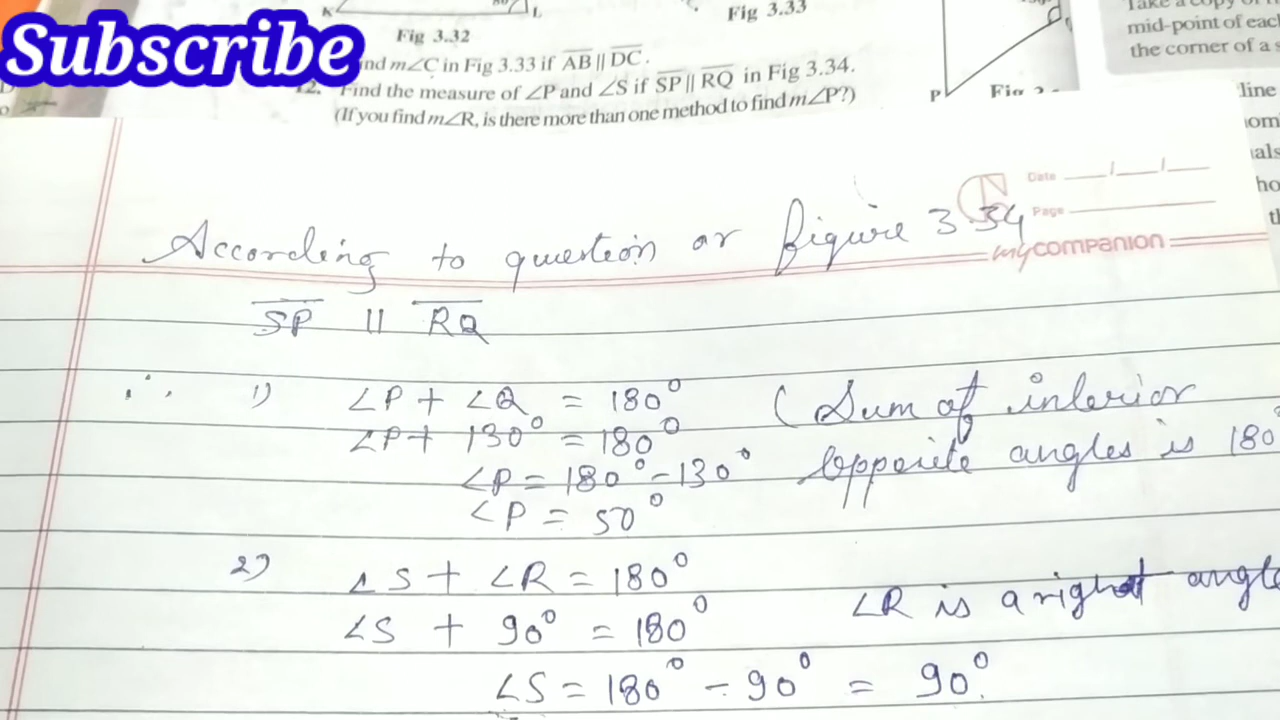 Subscribe
K
L
Fig 3.33
Fig 3.32
mid-point of each
the corner of a
nd m∠C in Fig 3.33 if AB || DC.
12. Find the measure of ∠P and ∠S if SP || RQ in Fig 3.34.
(If you find m∠R, is there more than one method to find m∠P?)
P
line
Date
Page
my companion
According to question or figure 3.34
SP || RQ
∴ 1) ∠P + ∠Q = 180° (Sum of interior
∠P + 130° = 180° opposite angles is 180
∠P = 180° - 130°
∠P = 50°
2) ∠S + ∠R = 180°
∠S + 90° = 180° ∠R is a right angle
∠S = 180° - 90° = 90°.